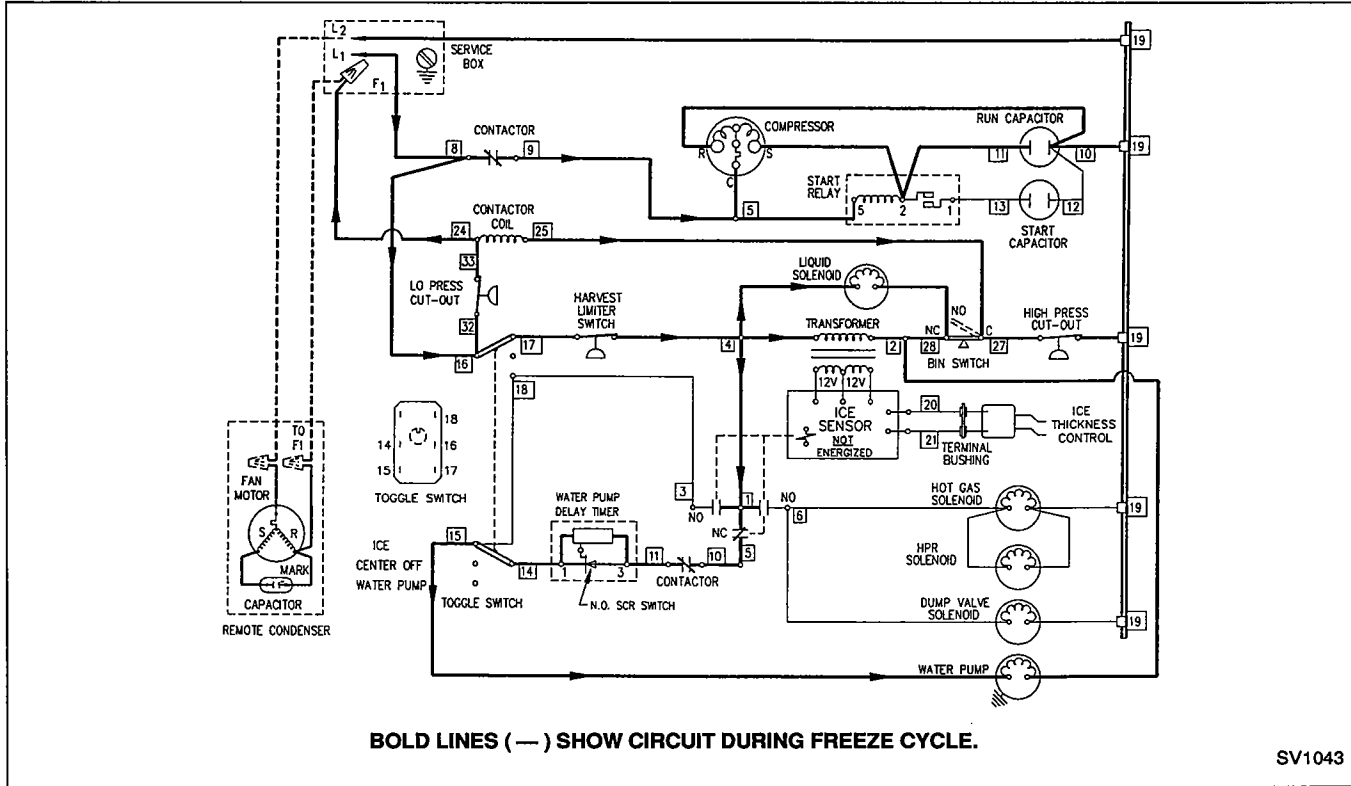 L2
L1
F1
SERVICE
BOX
19
CONTACTOR
8
9
COMPRESSOR
R
S
C
RUN CAPACITOR
11
10
19
START
RELAY
5
2
1
13
12
START
CAPACITOR
5
CONTACTOR
COIL
24
25
33
LO PRESS
CUT-OUT
32
LIQUID
SOLENOID
HARVEST
LIMITER
SWITCH
16
17
18
4
TRANSFORMER
2
NO
NC
C
28
27
BIN SWITCH
HIGH PRESS
CUT-OUT
19
12V
12V
ICE
SENSOR
NOT
ENERGIZED
20
21
TERMINAL
BUSHING
ICE
THICKNESS
CONTROL
18
14
16
15
17
TOGGLE SWITCH
TO
F1
FAN
MOTOR
S
R
MARK
CAPACITOR
REMOTE CONDENSER
WATER PUMP
DELAY TIMER
3
NO
1
NO
6
NC
5
HOT GAS
SOLENOID
19
HPR
SOLENOID
15
ICE
CENTER OFF
WATER PUMP
14
1
3
11
10
CONTACTOR
TOGGLE SWITCH
N.O. SCR SWITCH
DUMP VALVE
SOLENOID
19
WATER PUMP
BOLD LINES ( — ) SHOW CIRCUIT DURING FREEZE CYCLE.
SV1043